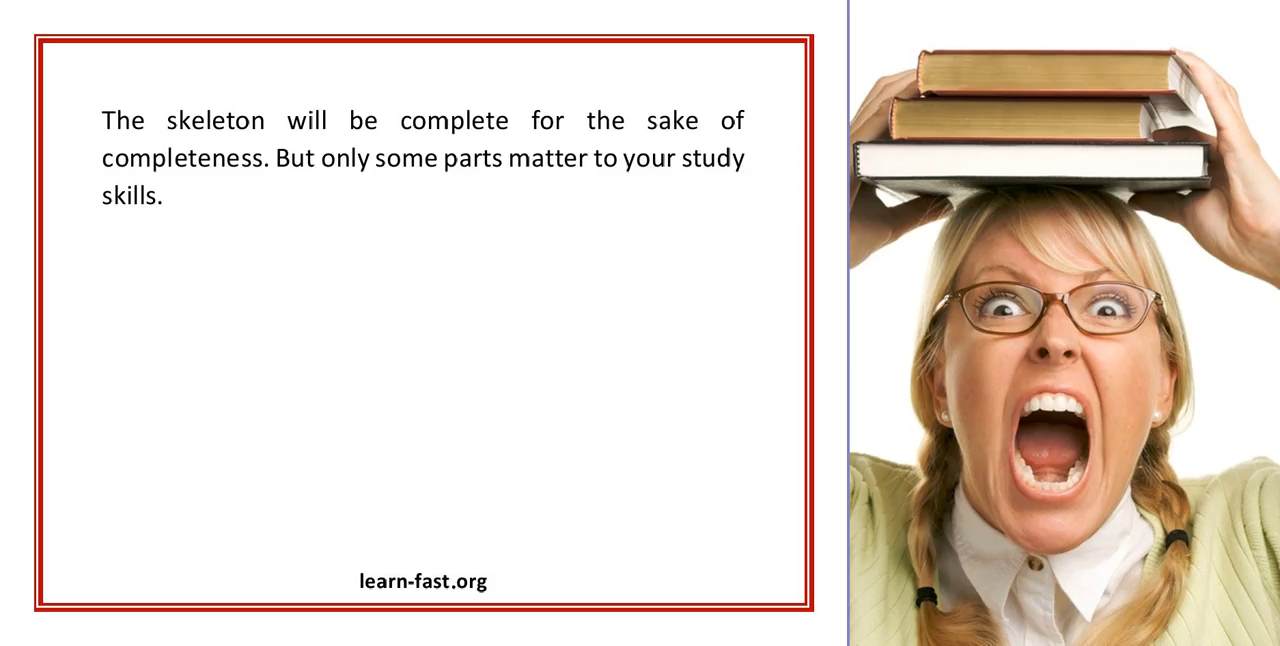 The skeleton will be complete for the sake of
completeness. But only some parts matter to your study
skills.
learn-fast.org